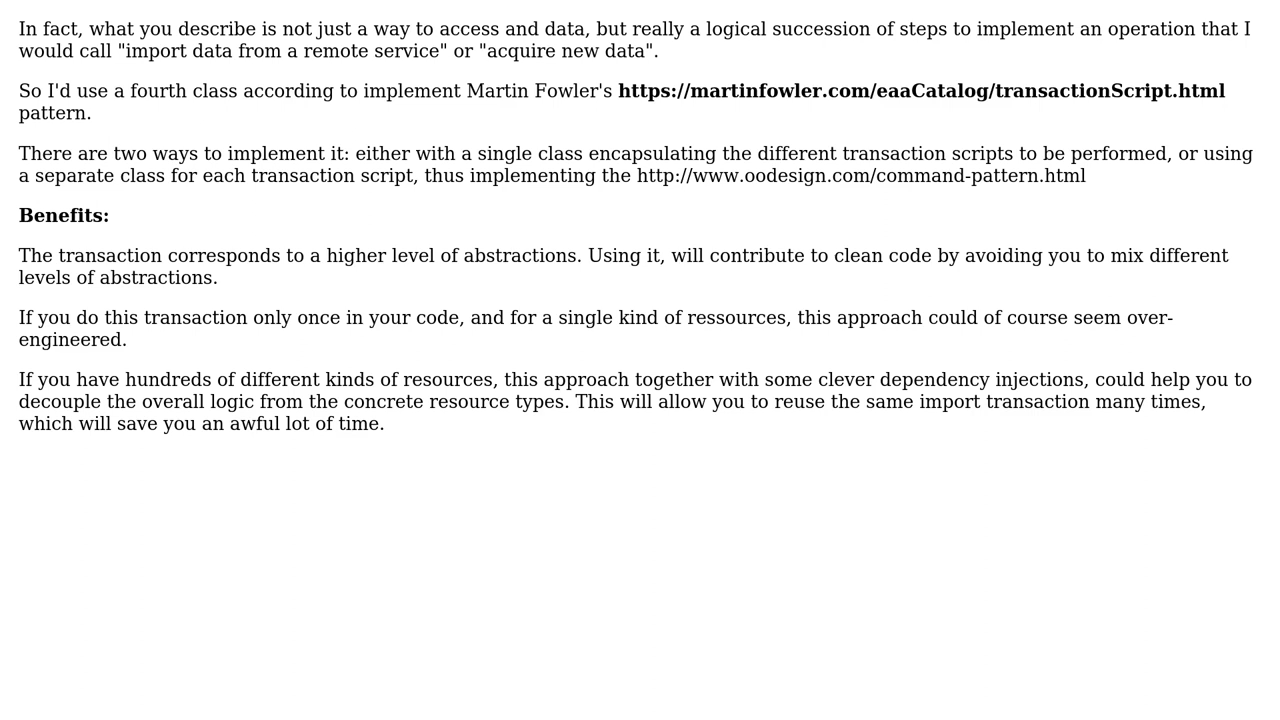 In fact, what you describe is not just a way to access and data, but really a logical succession of steps to implement an operation that I
would call "import data from a remote service" or "acquire new data".
So I'd use a fourth class according to implement Martin Fowler's https://martinfowler.com/eaaCatalog/transactionScript.html
pattern.
There are two ways to implement it: either with a single class encapsulating the different transaction scripts to be performed, or using
a separate class for each transaction script, thus implementing the http://www.oodesign.com/command-pattern.html
Benefits:
The transaction corresponds to a higher level of abstractions. Using it, will contribute to clean code by avoiding you to mix different
levels of abstractions.
If you do this transaction only once in your code, and for a single kind of ressources, this approach could of course seem over-
engineered.
If you have hundreds of different kinds of resources, this approach together with some clever dependency injections, could help you to
decouple the overall logic from the concrete resource types. This will allow you to reuse the same import transaction many times,
which will save you an awful lot of time.